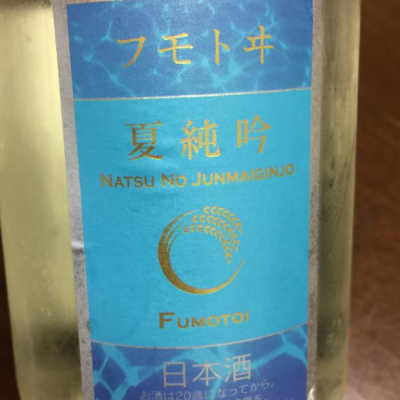 フモトヰ
夏純吟
NATSU NO JUNMAIGINJO
FUMOTOI
日本酒
お酒は20歳になってから。